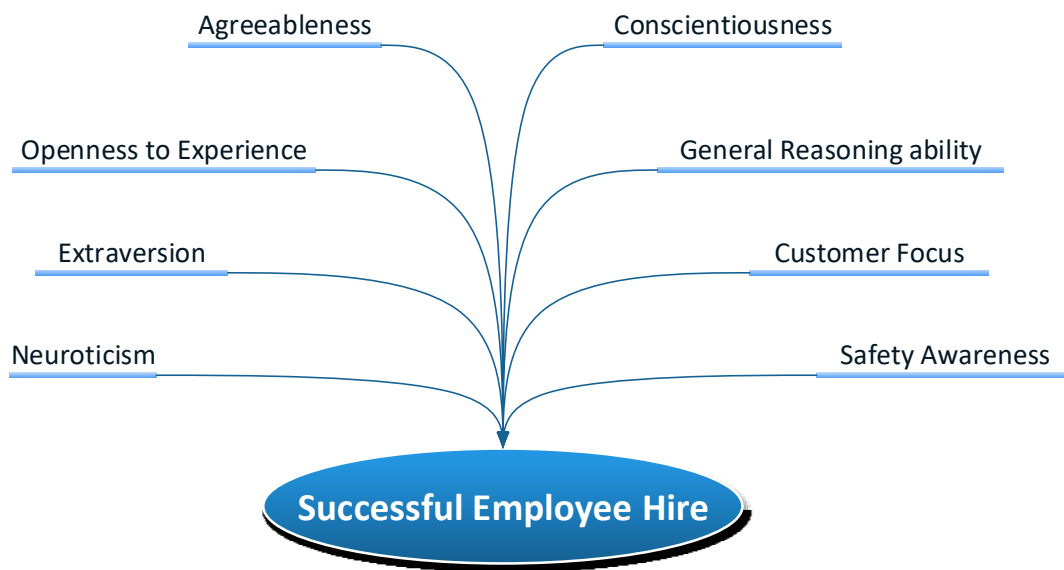 Agreeableness
Conscientiousness
Openness to Experience
General Reasoning ability
Extraversion
Customer Focus
Neuroticism
Safety Awareness
Successful Employee Hire